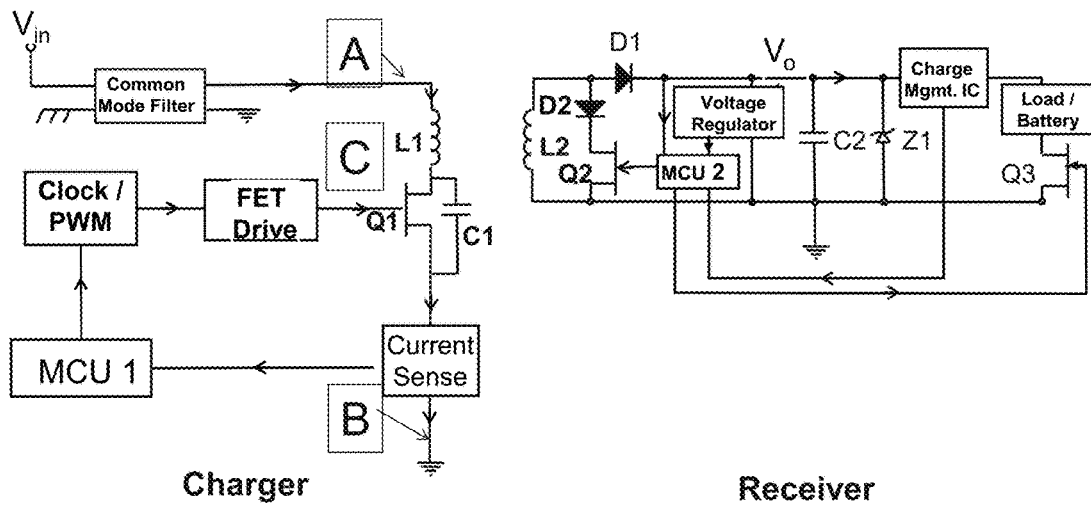 Vin
Common
Mode Filter
A
L1
C
Clock /
PWM
FET
Drive
Q1
C1
MCU 1
Current
Sense
B
Charger
D1
Vo
Charge
Mgmt. IC
D2
Voltage
Regulator
Load /
Battery
L2
C2
Z1
Q2
MCU 2
Q3
Receiver